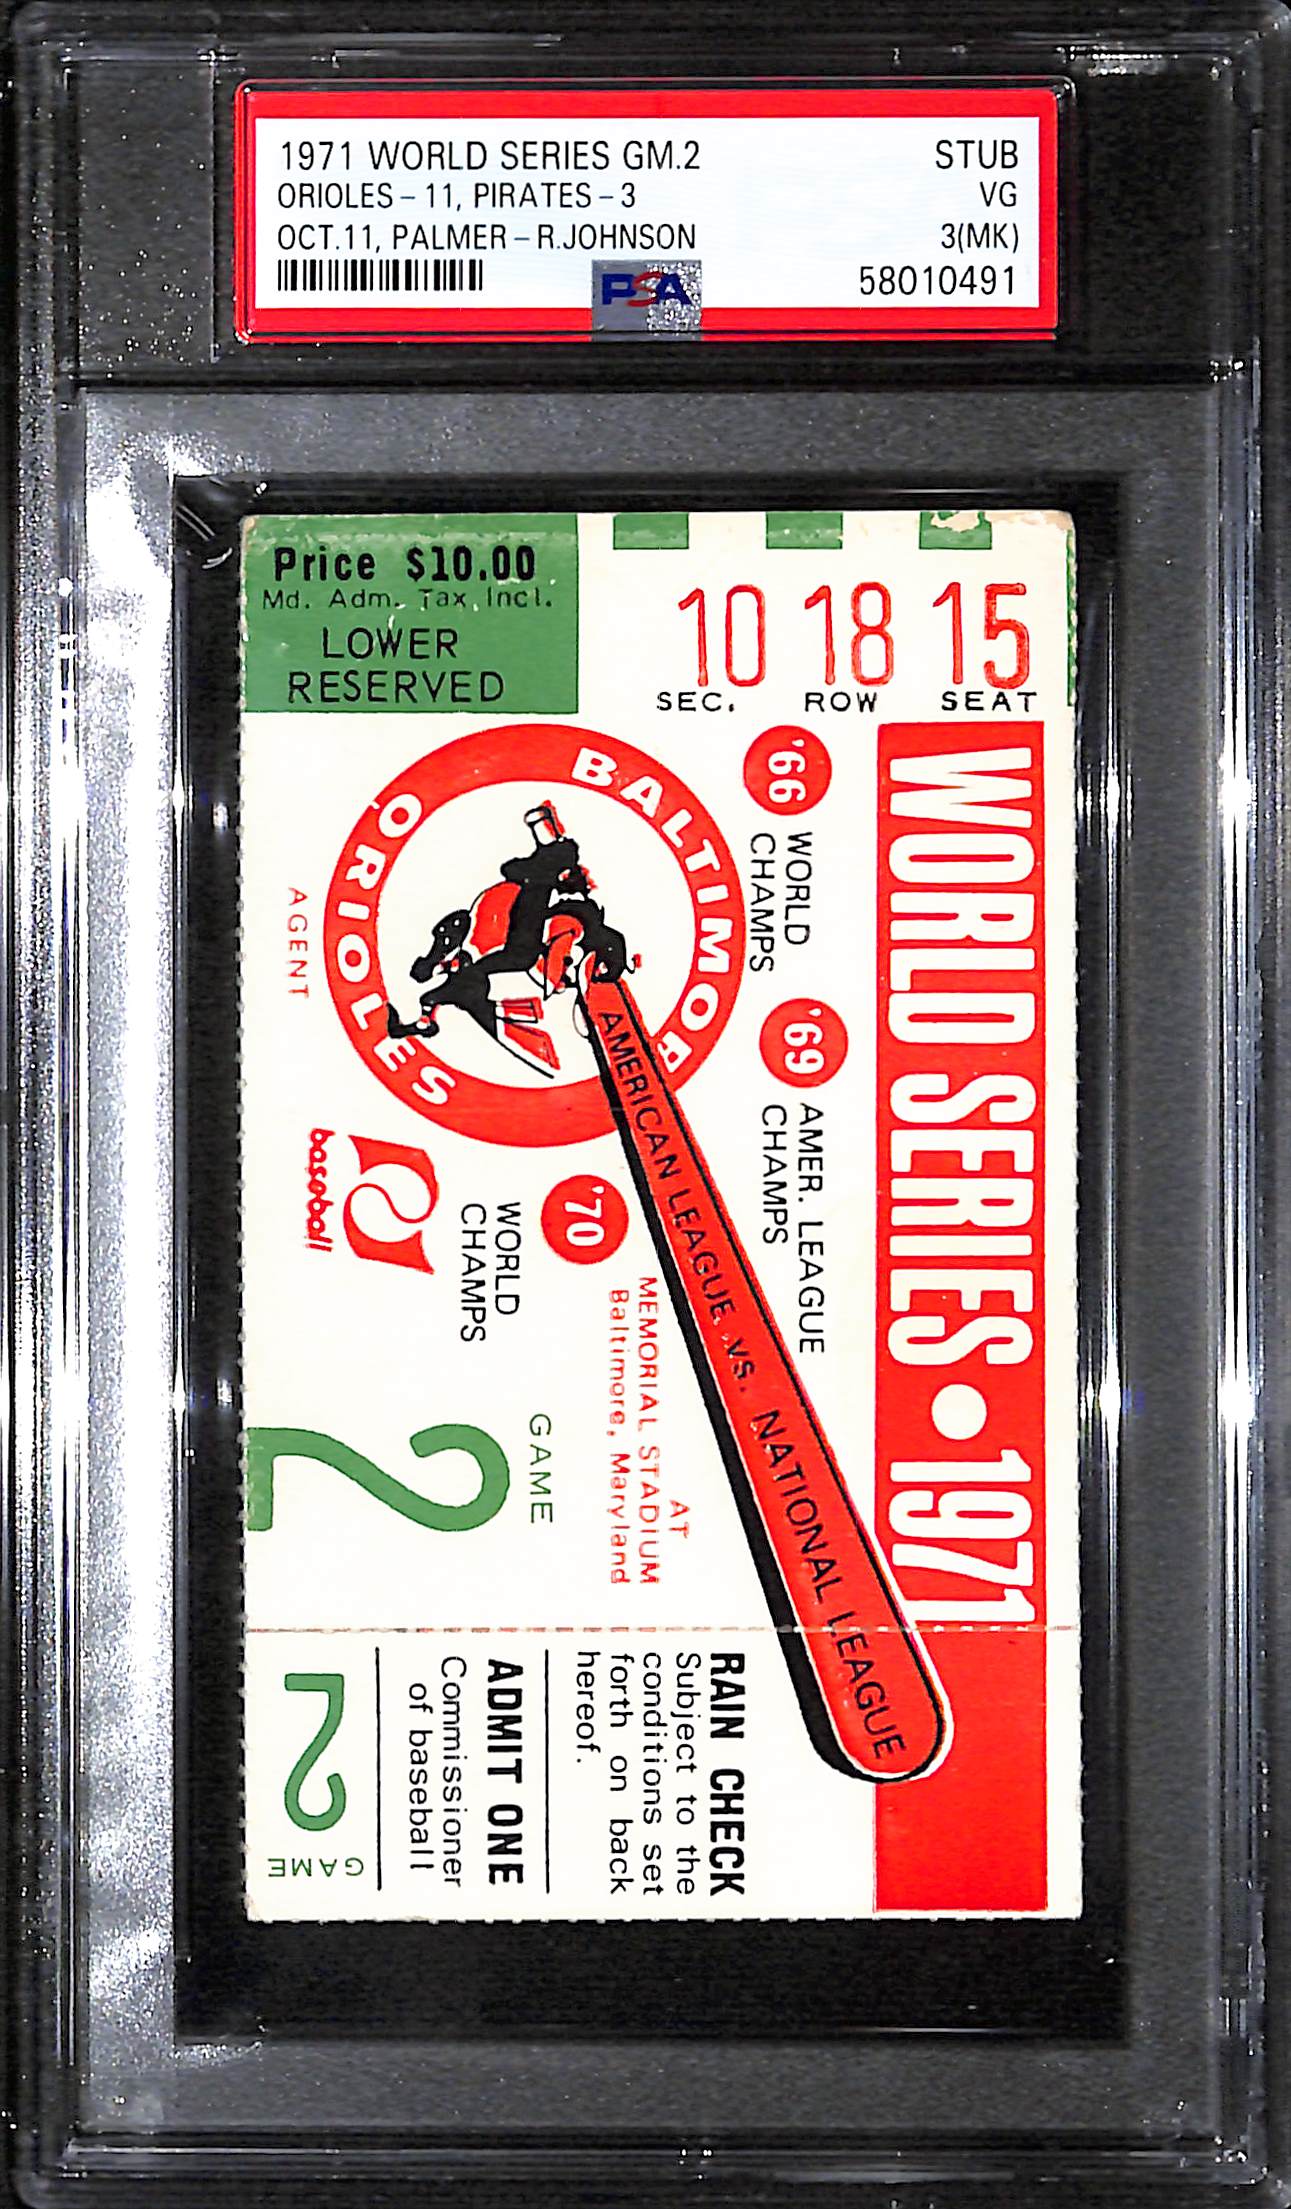 1971 WORLD SERIES GM.2 STUB
ORIOLES-11, PIRATES-3 VG
OCT.11, PALMER-R.JOHNSON 3(MK)
PSA 58010491
Price $10.00
Md. Adm. Tax Incl.
LOWER
RESERVED
10 18 15
SEC. ROW SEAT
WORLD SERIES • 1971
'66 WORLD
CHAMPS
'69 AMER. LEAGUE
CHAMPS
'70 WORLD
CHAMPS
BALTIMORE
ORIOLES
AMERICAN LEAGUE VS. NATIONAL LEAGUE
AT
MEMORIAL STADIUM
Baltimore, Maryland
AGENT
baseball
GAME
2
RAIN CHECK
Subject to the
conditions set
forth on back
hereof.
ADMIT ONE
Commissioner
of baseball
GAME
2